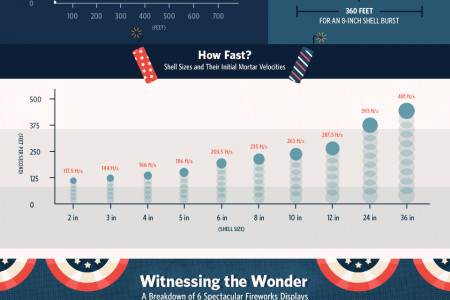 0
100 200 300 400 500 600 700
(FEET)
360 FEET
FOR AN 8-INCH SHELL BURST
How Fast?
Shell Sizes and Their Initial Mortar Velocities
(FEET PER SECOND)
500
375
250
125
0
117.5 ft/s
144 ft/s
166 ft/s
186 ft/s
203.5 ft/s
235 ft/s
263 ft/s
287.5 ft/s
393 ft/s
481 ft/s
2 in 3 in 4 in 5 in 6 in 8 in 10 in 12 in 24 in 36 in
(SHELL SIZE)
Witnessing the Wonder
A Breakdown of 6 Spectacular Fireworks Displays